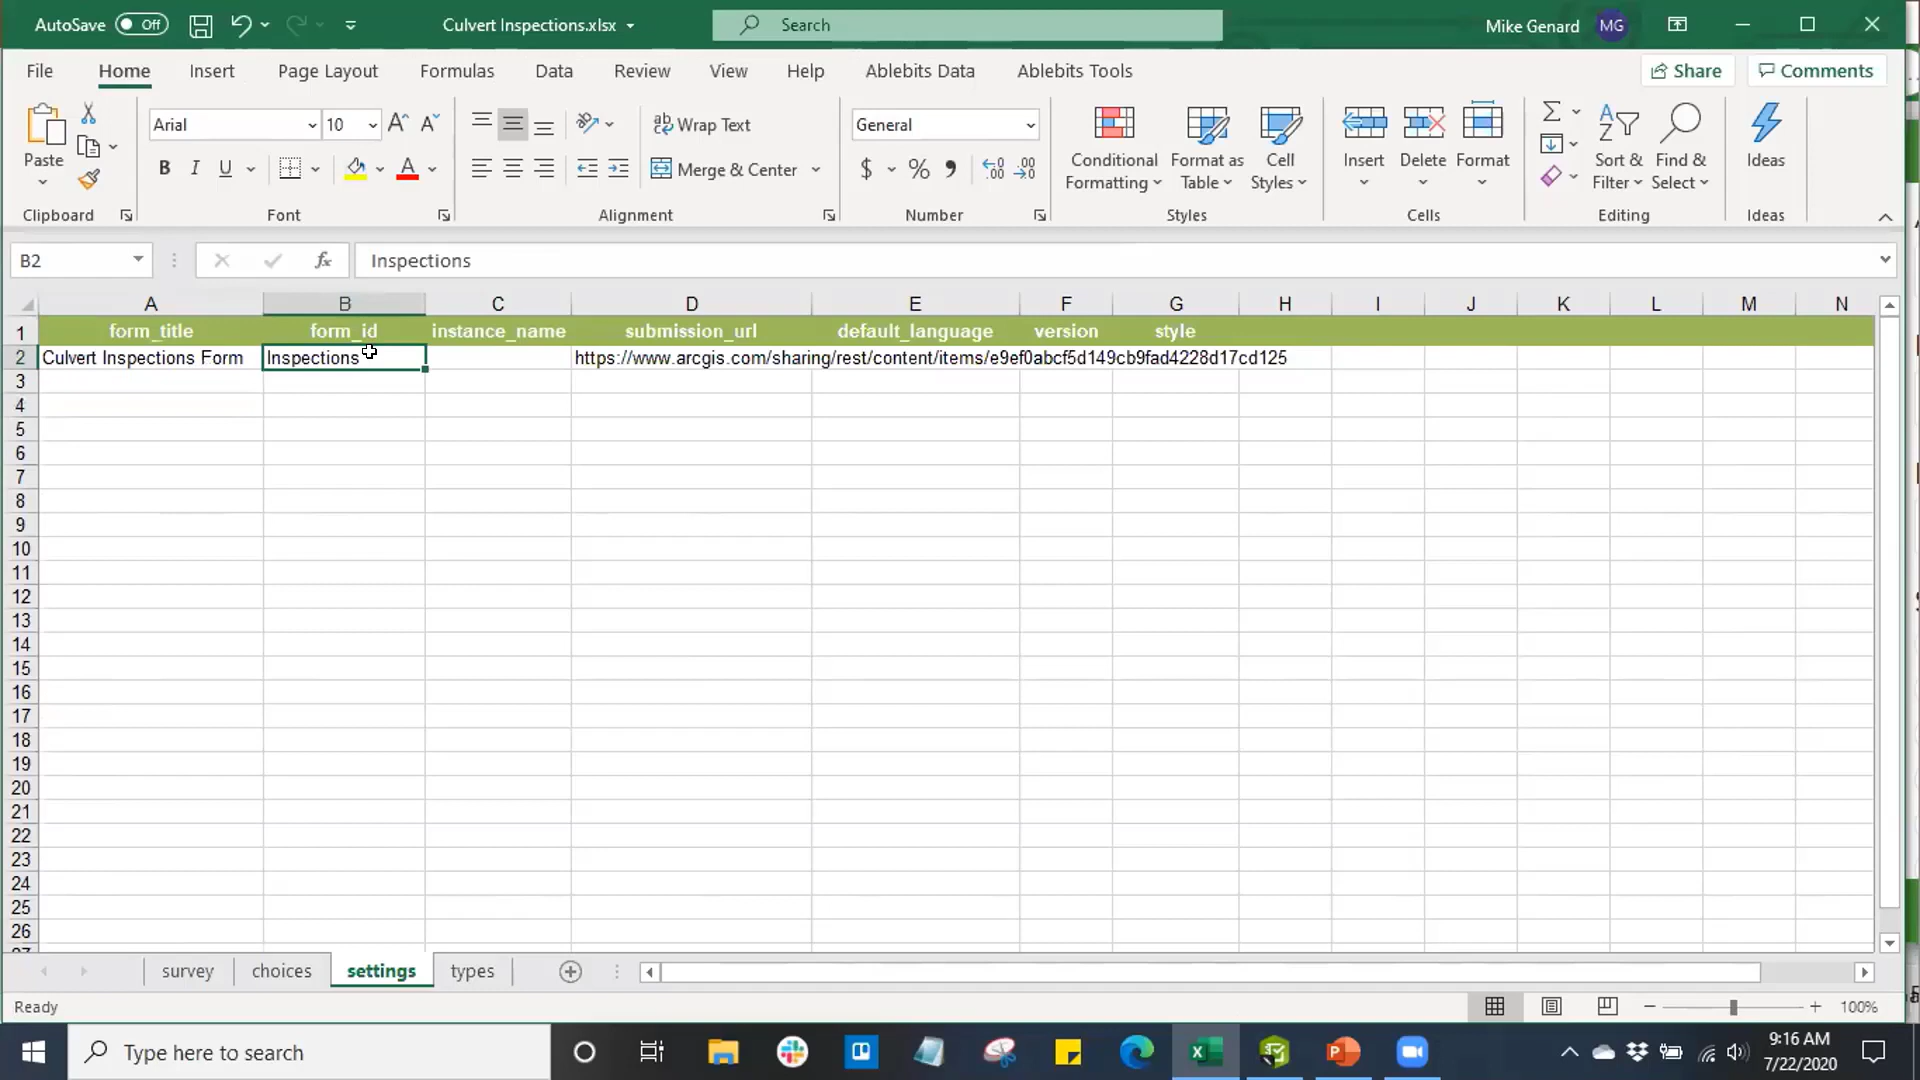 AutoSave Off Culvert Inspections.xlsx Search Mike Genard MG
File Home Insert Page Layout Formulas Data Review View Help Ablebits Data Ablebits Tools Share Comments
Paste
Clipboard
Arial 10
B I U A
Font
Wrap Text
Merge & Center
Alignment
General
$ % 9
Number
Conditional Formatting
Format as Table
Cell Styles
Styles
Insert Delete Format
Cells
Sort & Filter
Find & Select
Editing
Ideas
Ideas
B2 fx Inspections
A B C D E F G H I J K L M N
1 form_title form_id instance_name submission_url default_language version style
2 Culvert Inspections Form Inspections https://www.arcgis.com/sharing/rest/content/items/e9ef0abcf5d149cb9fad4228d17cd125
3
4
5
6
7
8
9
10
11
12
13
14
15
16
17
18
19
20
21
22
23
24
25
26
survey choices settings types
Ready 100%
Type here to search 9:16 AM
7/22/2020